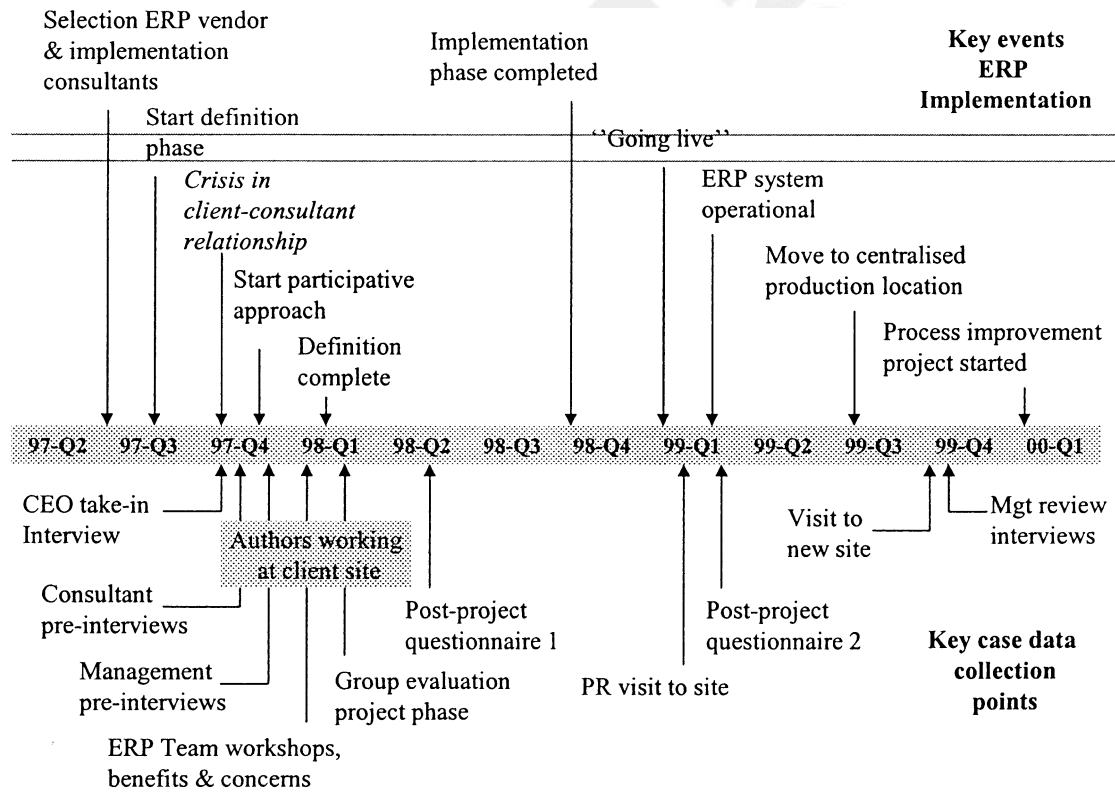 Selection ERP vendor
& implementation
consultants
Implementation
phase completed
Key events
ERP
Implementation
Start definition
phase
‘‘Going live’’
Crisis in
client-consultant
relationship
ERP system
operational
Start participative
approach
Move to centralised
production location
Definition
complete
Process improvement
project started
97-Q2 97-Q3 97-Q4 98-Q1 98-Q2 98-Q3 98-Q4 99-Q1 99-Q2 99-Q3 99-Q4 00-Q1
CEO take-in
Interview
Authors working
at client site
Visit to
new site
Mgt review
interviews
Consultant
pre-interviews
Post-project
questionnaire 1
Post-project
questionnaire 2
Key case data
collection
points
Management
pre-interviews
Group evaluation
project phase
PR visit to site
ERP Team workshops,
benefits & concerns